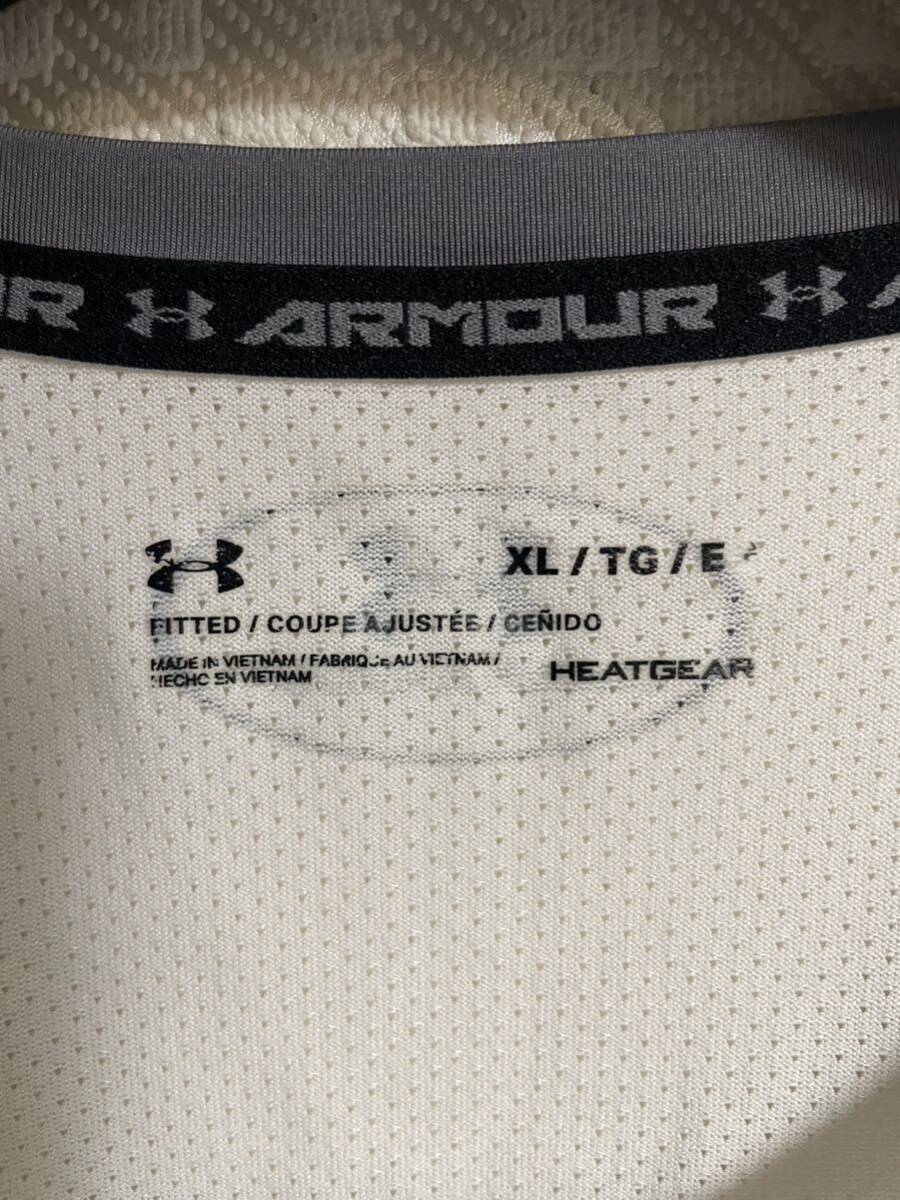 ARMOUR
XL / TG / E
FITTED / COUPE AJUSTÉE / CEÑIDO
MADE IN VIETNAM / FABRIQUÉ AU VIETNAM /
HECHO EN VIETNAM
HEATGEAR